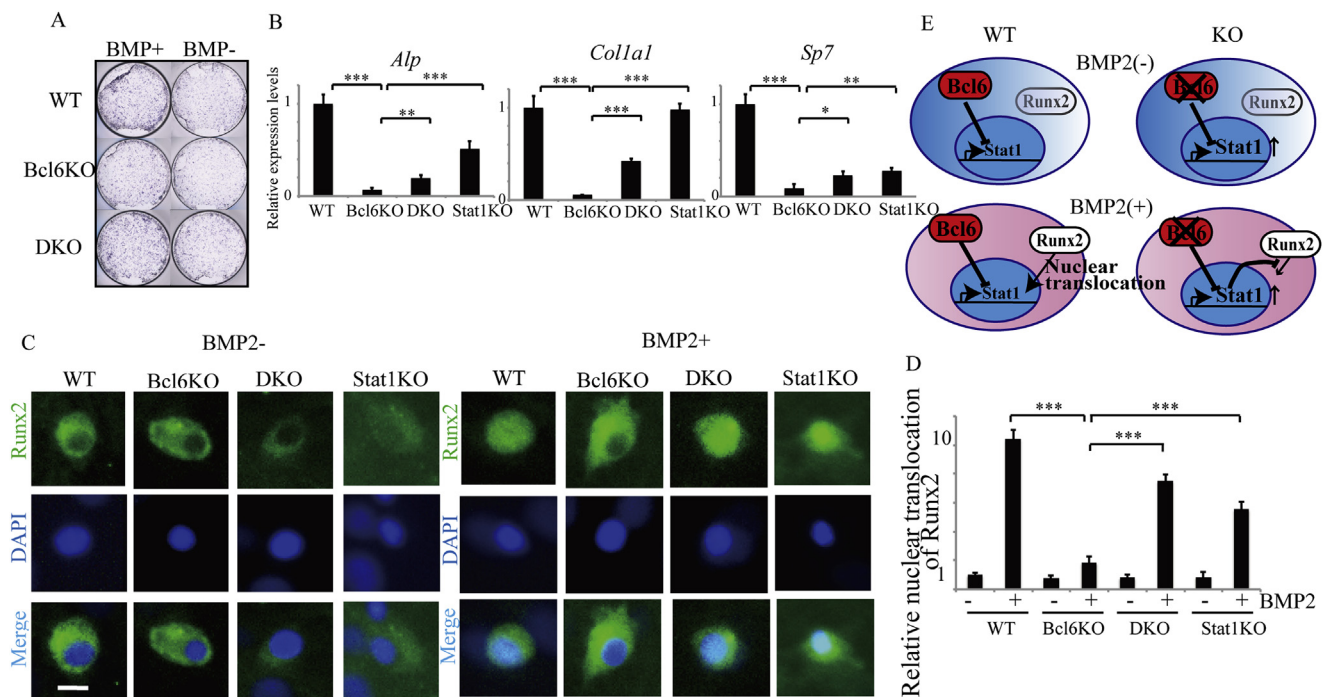 A
BMP+ BMP-
WT
Bcl6KO
DKO
B
Relative expression levels
Alp
*** ***
**
1
0
WT Bcl6KO DKO Stat1KO
Col1a1
*** ***
***
1
0
WT Bcl6KO DKO Stat1KO
Sp7
*** **
*
1
0
WT Bcl6KO DKO Stat1KO
E
WT KO
BMP2(-)
Bcl6
Runx2
Stat1
Bcl6
Runx2
Stat1 ↑
BMP2(+)
Bcl6
Runx2
Nuclear
translocation
Stat1
Bcl6
Runx2
Stat1 ↑
C
BMP2- BMP2+
WT Bcl6KO DKO Stat1KO WT Bcl6KO DKO Stat1KO
Runx2 Runx2
DAPI DAPI
Merge Merge
D
Relative nuclear translocation
of Runx2
*** ***
***
10
1
- + - + - + - + BMP2
WT Bcl6KO DKO Stat1KO